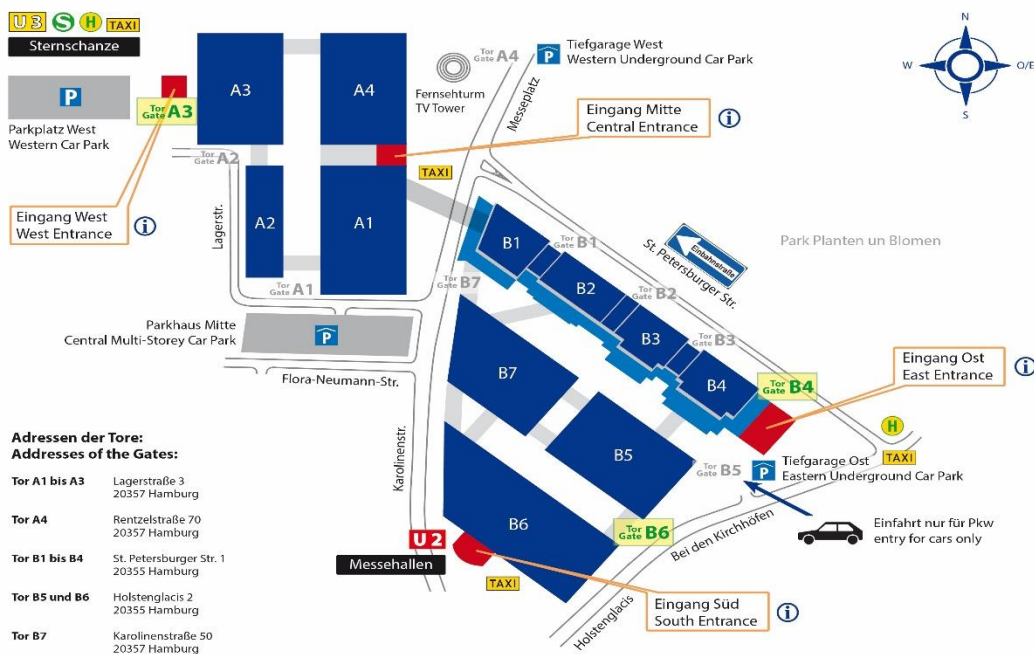 U3 S H TAXI
Sternschanze
P
Parkplatz West
Western Car Park
Tor
Gate A3
A3
A4
Fernsehturm
TV Tower
Tor
Gate A4
Messeplatz
P
Tiefgarage West
Western Underground Car Park
N
W
O/E
S
Eingang Mitte
Central Entrance
i
Tor
Gate A2
TAXI
Eingang West
West Entrance
i
Lagerstr.
A2
A1
B1
Tor
Gate B1
Einbahnstraße
St. Petersburger Str.
Park Planten un Blomen
Tor
Gate A1
Tor
Gate B7
B2
Tor
Gate B2
Parkhaus Mitte
Central Multi-Storey Car Park
P
B3
Tor
Gate B3
Eingang Ost
East Entrance
i
Flora-Neumann-Str.
B7
B4
Tor
Gate B4
H
TAXI
Karolinenstr.
B5
Tor
Gate B5
P
Tiefgarage Ost
Eastern Underground Car Park
B6
Tor
Gate B6
Bei den Kirchhöfen
Einfahrt nur für Pkw
entry for cars only
U2
Messehallen
TAXI
Holstenglacis
Eingang Süd
South Entrance
i
Adressen der Tore:
Addresses of the Gates:
Tor A1 bis A3 Lagerstraße 3
20357 Hamburg
Tor A4 Rentzelstraße 70
20357 Hamburg
Tor B1 bis B4 St. Petersburger Str. 1
20355 Hamburg
Tor B5 und B6 Holstenglacis 2
20355 Hamburg
Tor B7 Karolinenstraße 50
20357 Hamburg